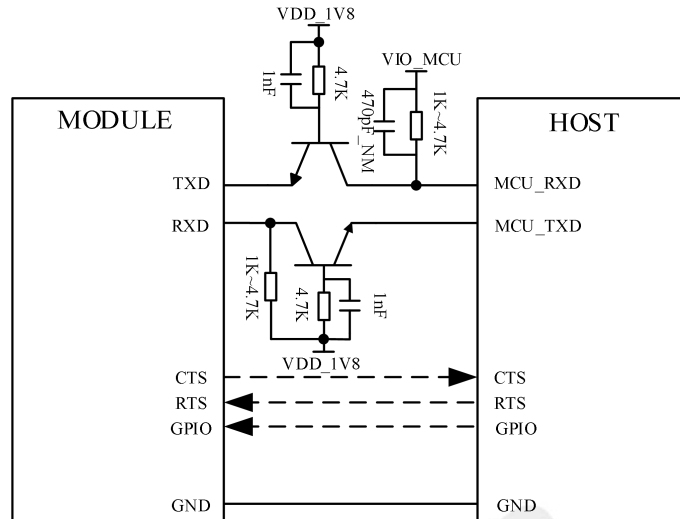 VDD_1V8
1nF
4.7K
VIO_MCU
470pF_NM
1K~4.7K
MODULE
HOST
TXD
MCU_RXD
RXD
MCU_TXD
1K~4.7K
4.7K
1nF
VDD_1V8
CTS
CTS
RTS
RTS
GPIO
GPIO
GND
GND